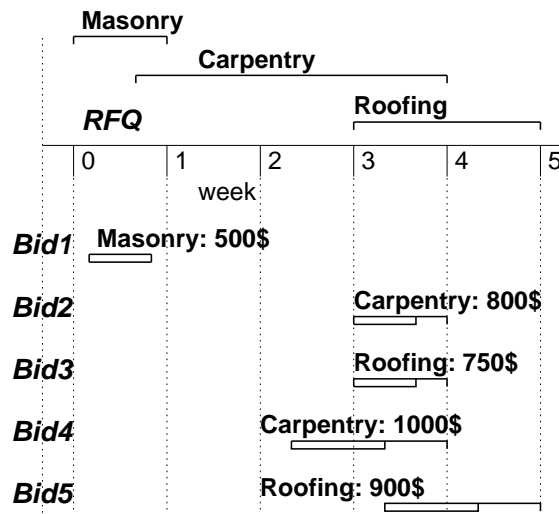 Masonry
Carpentry
RFQ Roofing
0 1 2 3 4 5
week
Bid1 Masonry: 500$
Bid2 Carpentry: 800$
Bid3 Roofing: 750$
Bid4 Carpentry: 1000$
Bid5 Roofing: 900$